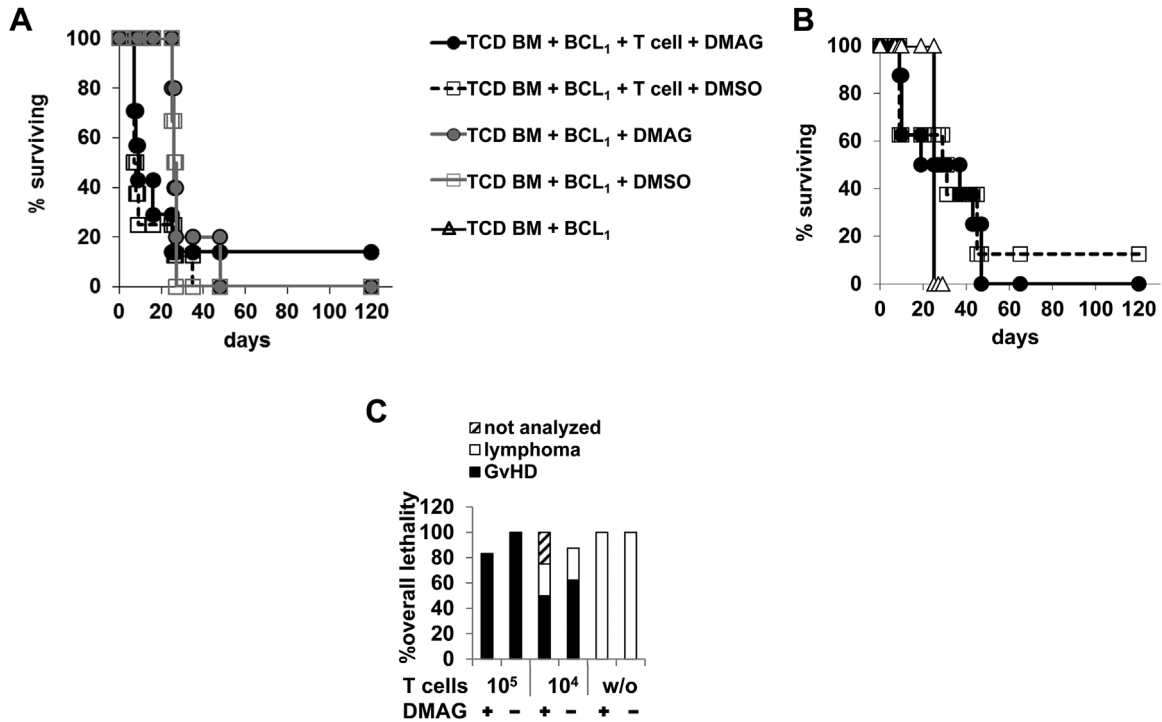 A
100
80
60
40
20
0
% surviving
0 20 40 60 80 100 120
days
TCD BM + BCL₁ + T cell + DMAG
TCD BM + BCL₁ + T cell + DMSO
TCD BM + BCL₁ + DMAG
TCD BM + BCL₁ + DMSO
TCD BM + BCL₁
B
100
80
60
40
20
0
% surviving
0 20 40 60 80 100 120
days
C
not analyzed
lymphoma
GvHD
%overall lethality
120
100
80
60
40
20
0
T cells 10⁵ 10⁴ w/o
DMAG + - + - + -